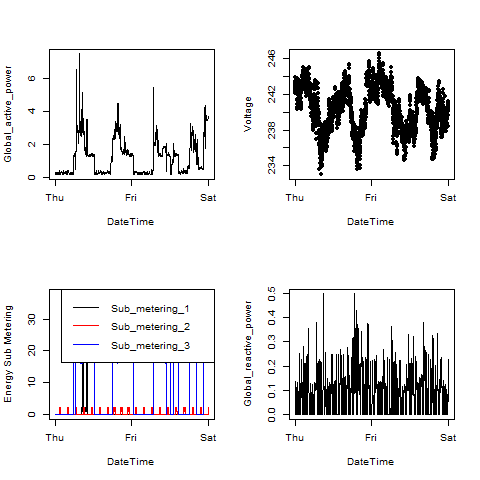 Global_active_power
0 2 4 6
Thu Fri Sat
DateTime
Voltage
234 238 242 246
Thu Fri Sat
DateTime
Energy Sub Metering
0 10 20 30
Sub_metering_1
Sub_metering_2
Sub_metering_3
Thu Fri Sat
DateTime
Global_reactive_power
0.0 0.1 0.2 0.3 0.4 0.5
Thu Fri Sat
DateTime